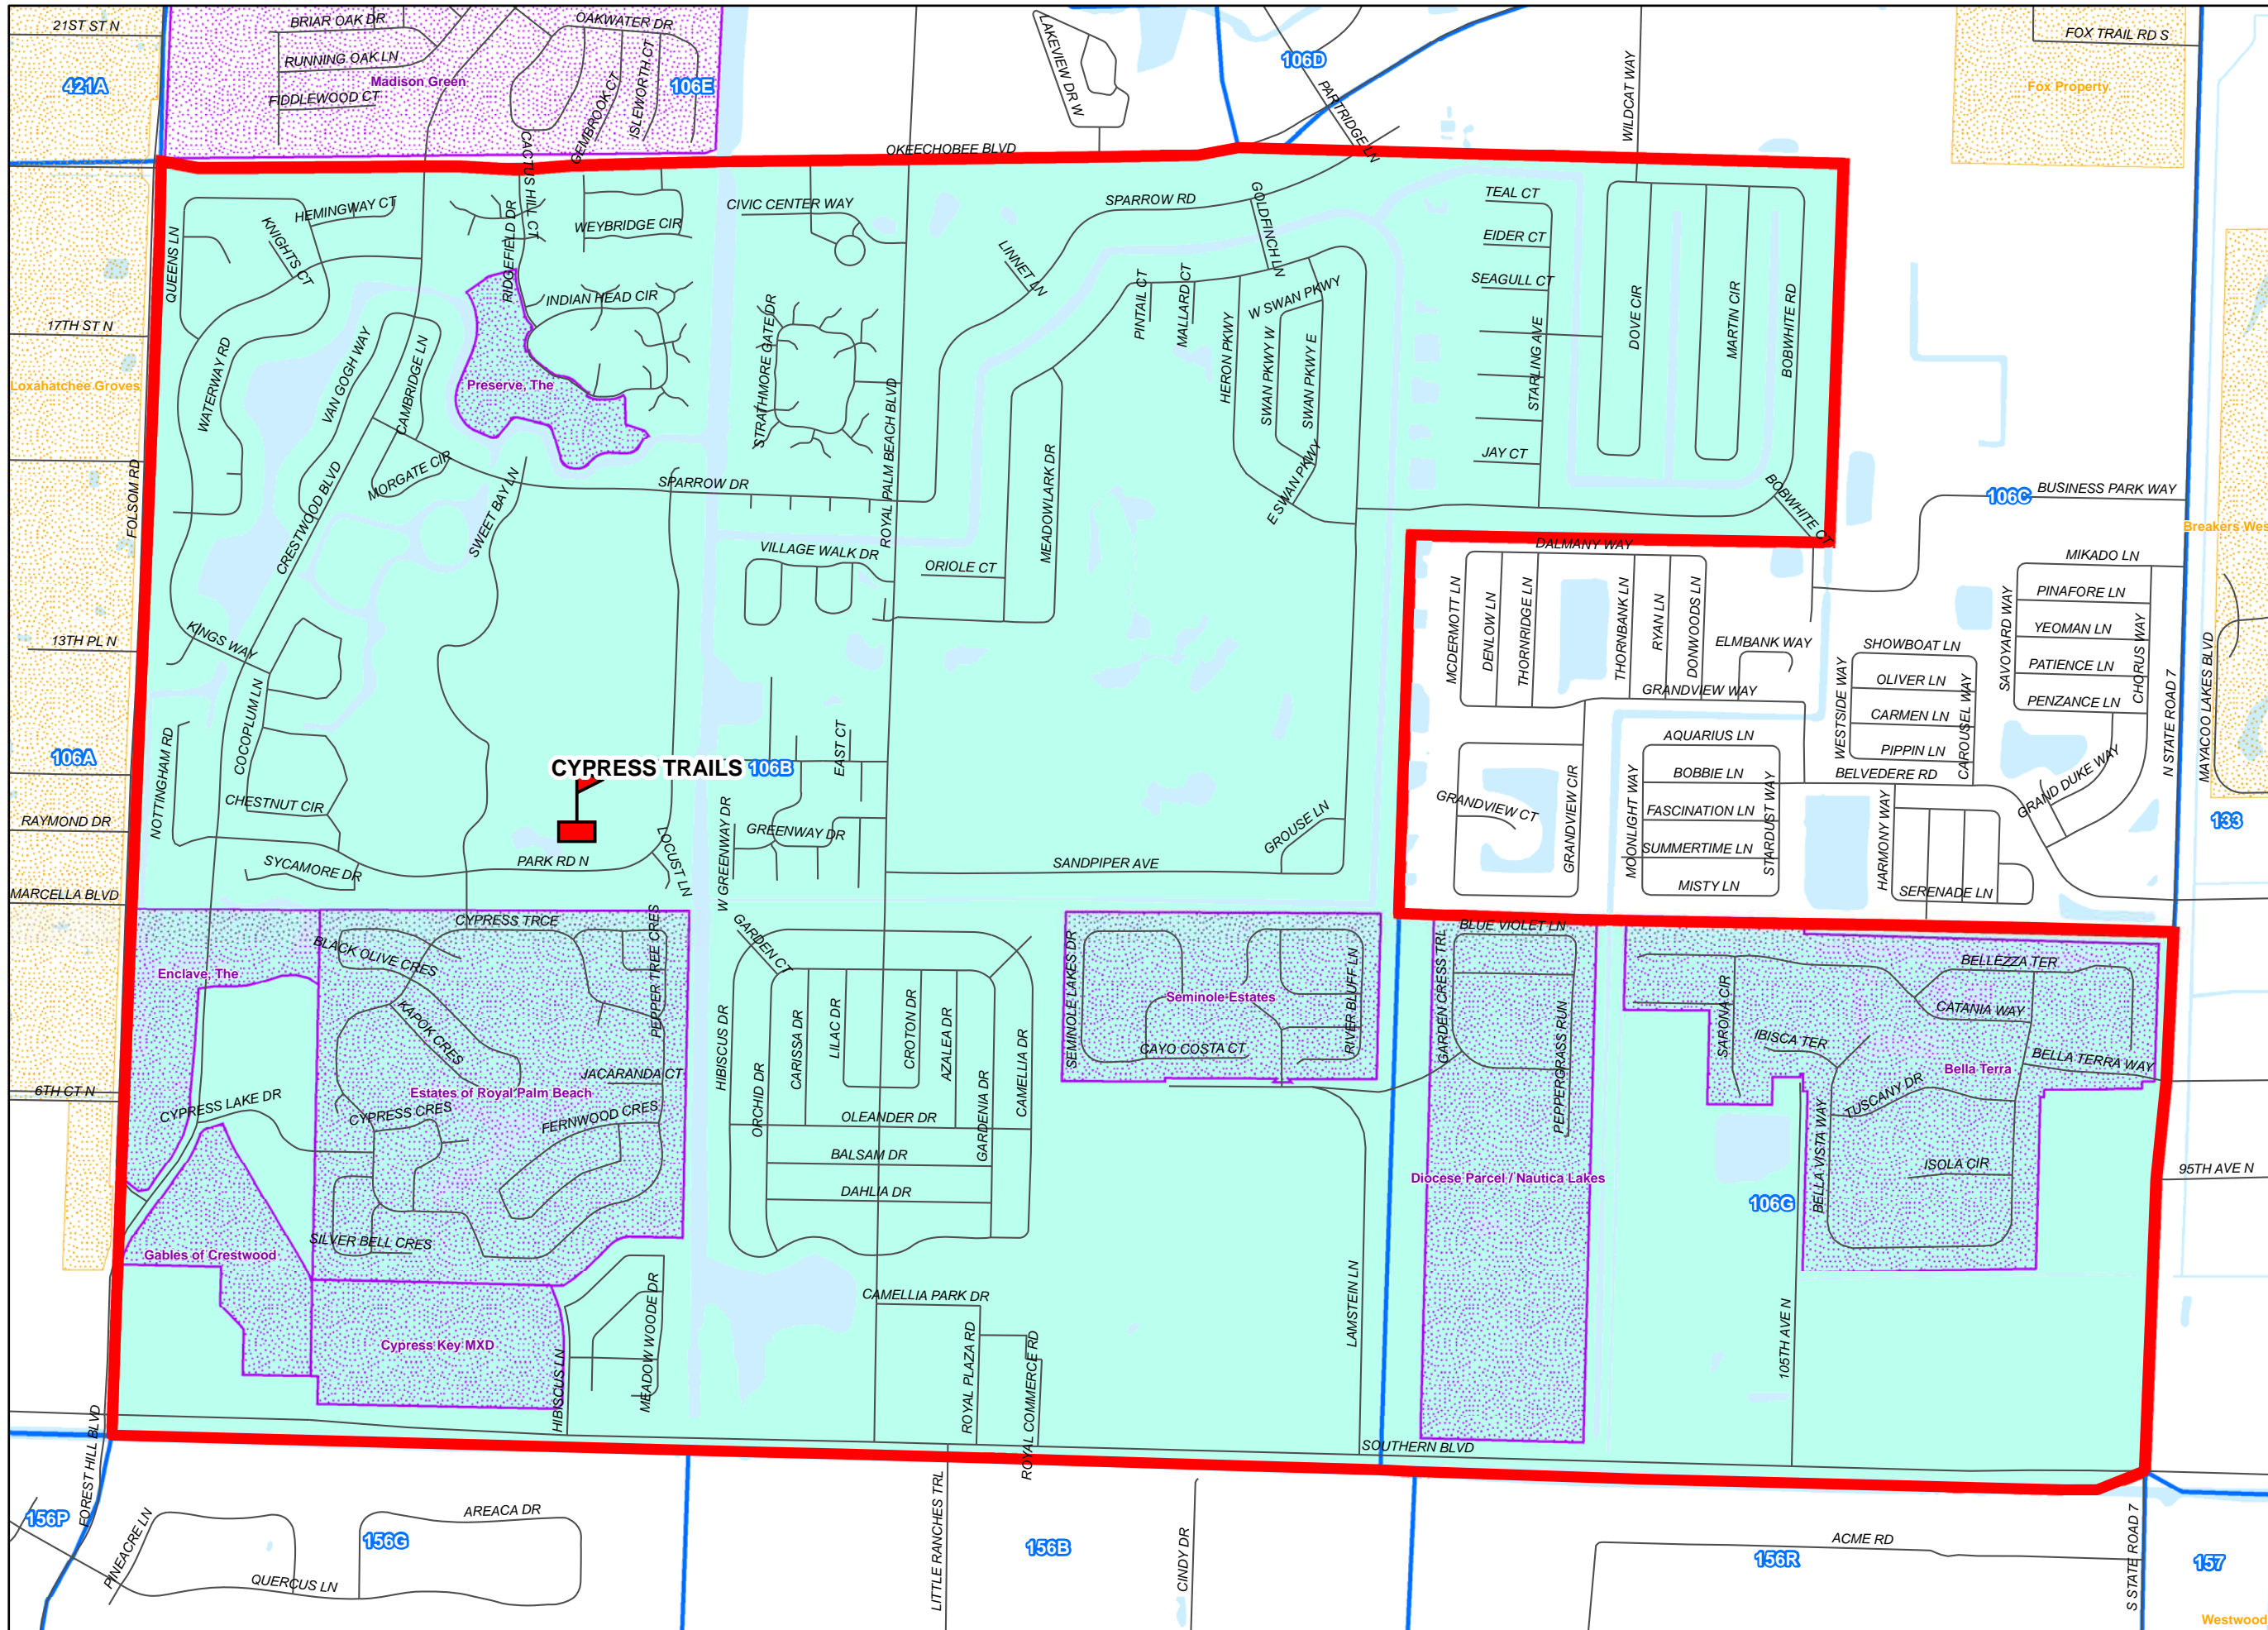 21ST ST N
BRIAR OAK DR
OAKWATER DR
LAKEVIEW DR W
106D
WILDCAT WAY
FOX TRAIL RD S
RUNNING OAK LN
Madison Green
GEMBROOK CT
ISLEWORTH CT
106E
421A
FIDDLEWOOD CT
PARTRIDGE LN
Fox Property
CACTUS HILL CT
OKEECHOBEE BLVD
QUEENS LN
HEMINGWAY CT
KNIGHTS CT
RIDGEFIELD DR
WEYBRIDGE CIR
CIVIC CENTER WAY
SPARROW RD
GOLDFINCH LN
TEAL CT
EIDER CT
LINNET LN
SEAGULL CT
INDIAN HEAD CIR
PINTAIL CT
MALLARD CT
W SWAN PKWY
DOVE CIR
MARTIN CIR
BOBWHITE RD
17TH ST N
WATERWAY RD
VAN GOGH WAY
CAMBRIDGE LN
STRATHMORE GATE DR
HERON PKWY
SWAN PKWY W
SWAN PKWY E
STARLING AVE
Loxahatchee Groves
Preserve, The
ROYAL PALM BEACH BLVD
MEADOWLARK DR
JAY CT
FOLSOM RD
MORGATE CIR
SWEET BAY LN
SPARROW DR
E SWAN PKWY
BOBWHITE CT
106C
BUSINESS PARK WAY
Breakers Wes
CRESTWOOD BLVD
VILLAGE WALK DR
ORIOLE CT
DALMANY WAY
MIKADO LN
MCDERMOTT LN
DENLOW LN
THORNRIDGE LN
THORNBANK LN
RYAN LN
DONWOODS LN
ELMBANK WAY
SAVOYARD WAY
PINAFORE LN
YEOMAN LN
CHORUS WAY
13TH PL N
KINGS WAY
SHOWBOAT LN
PATIENCE LN
MAYACOO LAKES BLVD
WESTSIDE WAY
OLIVER LN
CAROUSEL WAY
PENZANCE LN
N STATE ROAD 7
GRANDVIEW WAY
CARMEN LN
COCOPLUM LN
NOTTINGHAM RD
EAST CT
AQUARIUS LN
PIPPIN LN
106A
CYPRESS TRAILS
106B
MOONLIGHT WAY
BOBBIE LN
STARDUST WAY
BELVEDERE RD
GRAND DUKE WAY
CHESTNUT CIR
GRANDVIEW CT
GRANDVIEW CIR
FASCINATION LN
HARMONY WAY
133
RAYMOND DR
W GREENWAY DR
GREENWAY DR
GROUSE LN
SUMMERTIME LN
SYCAMORE DR
PARK RD N
LOCUST LN
SANDPIPER AVE
MISTY LN
SERENADE LN
MARCELLA BLVD
CYPRESS TRCE
PEPPER TREE CRES
GARDEN CT
SEMINOLE LAKES DR
RIVER BLUFF LN
GARDEN CRESS TRL
BLUE VIOLET LN
Enclave, The
BLACK OLIVE CRES
BELLEZZA TER
KAPOK CRES
HIBISCUS DR
CARISSA DR
LILAC DR
CROTON DR
AZALEA DR
CAMELLIA DR
Seminole Estates
PEPPERGRASS RUN
SARONA CIR
CATANIA WAY
IBISCA TER
CAYO COSTA CT
BELLA TERRA WAY
6TH CT N
JACARANDA CT
Bella Terra
Estates of Royal Palm Beach
CYPRESS LAKE DR
CYPRESS CRES
FERNWOOD CRES
ORCHID DR
OLEANDER DR
GARDENIA DR
TUSCANY DR
BELLA VISTA WAY
BALSAM DR
ISOLA CIR
95TH AVE N
DAHLIA DR
Diocese Parcel / Nautica Lakes
106G
SILVER BELL CRES
Gables of Crestwood
CAMELLIA PARK DR
MEADOW WOODE DR
LAMSTEIN LN
105TH AVE N
Cypress Key MXD
ROYAL PLAZA RD
ROYAL COMMERCE RD
HIBISCUS LN
FOREST HILL BLVD
SOUTHERN BLVD
156P
PINEACRE LN
AREACA DR
156G
LITTLE RANCHES TRL
156B
CINDY DR
ACME RD
156R
157
S STATE ROAD 7
QUERCUS LN
Westwood